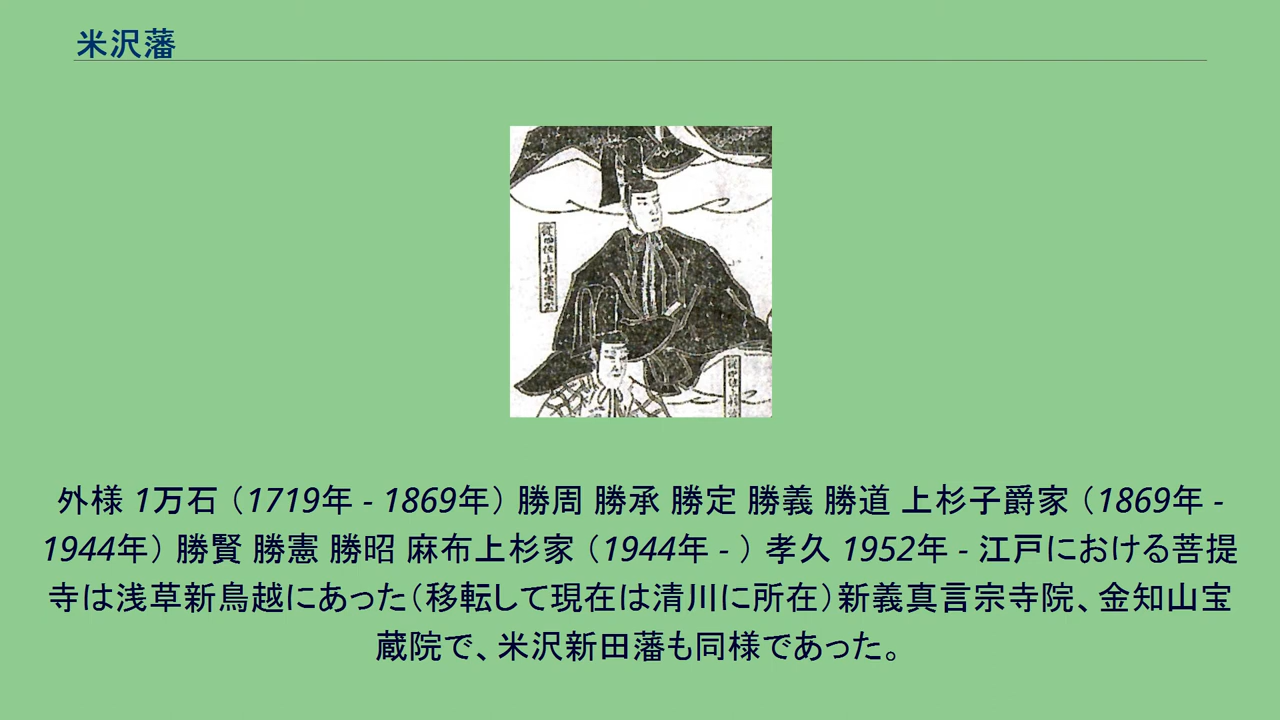 米沢藩
従四位上杉
外様 1万石（1719年 - 1869年）勝周 勝承 勝定 勝義 勝道 上杉子爵家（1869年 -
1944年）勝賢 勝憲 勝昭 麻布上杉家（1944年 - ）孝久 1952年 - 江戸における菩提
寺は浅草新鳥越にあった（移転して現在は清川に所在）新義真言宗寺院、金知山宝
蔵院で、米沢新田藩も同様であった。